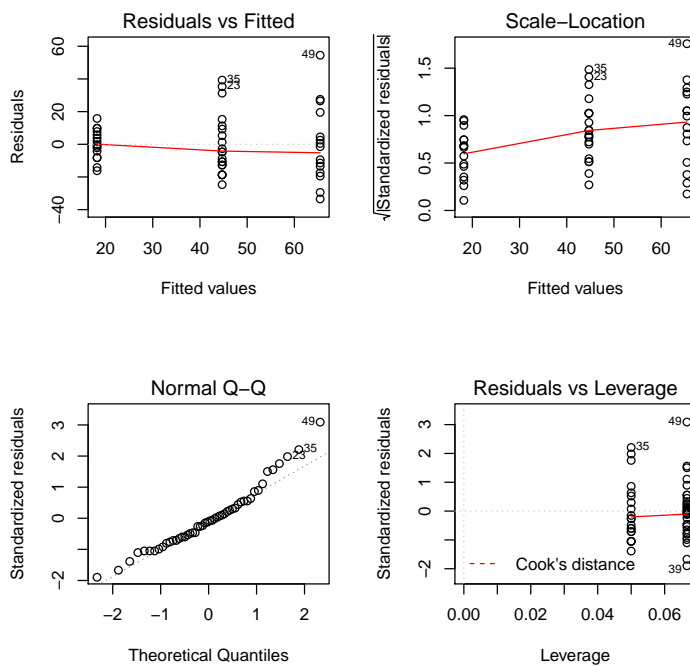 Residuals vs Fitted
Residuals
60
20
0
−40
49
35
23
20 30 40 50 60
Fitted values
Scale−Location
√|Standardized residuals
1.5
1.0
0.5
0.0
49
35
23
20 30 40 50 60
Fitted values
Normal Q−Q
Standardized residuals
3
2
1
0
−2
49
35
23
−2 −1 0 1 2
Theoretical Quantiles
Residuals vs Leverage
Standardized residuals
3
2
1
0
−2
49
35
39
Cook's distance
0.00 0.02 0.04 0.06
Leverage